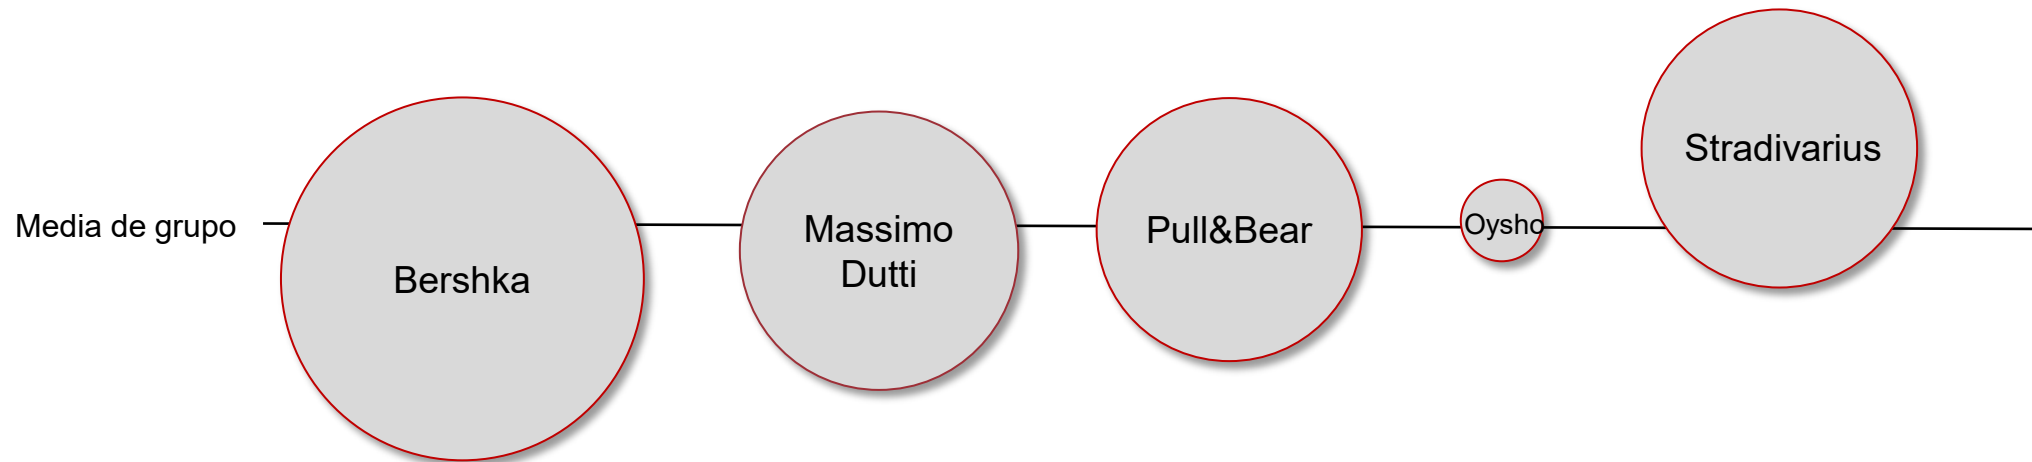 Media de grupo
Bershka
Massimo
Dutti
Pull&Bear
Oysho
Stradivarius